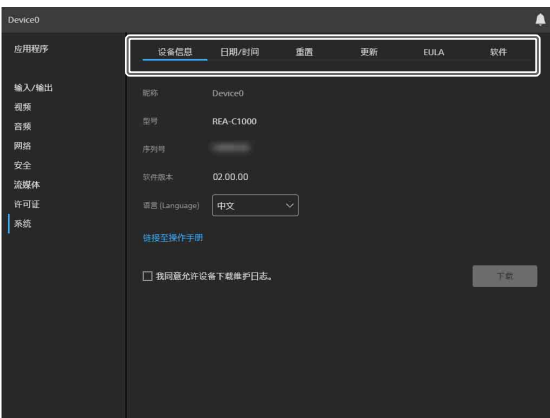 Device0
应用程序
设备信息 日期/时间 重置 更新 EULA 软件
输入/输出
视频
音频
网络
安全
流媒体
许可证
系统
昵称 Device0
型号 REA-C1000
序列号
软件版本 02.00.00
语言 (Language) 中文
链接至操作手册
我同意允许设备下载维护日志。
下载